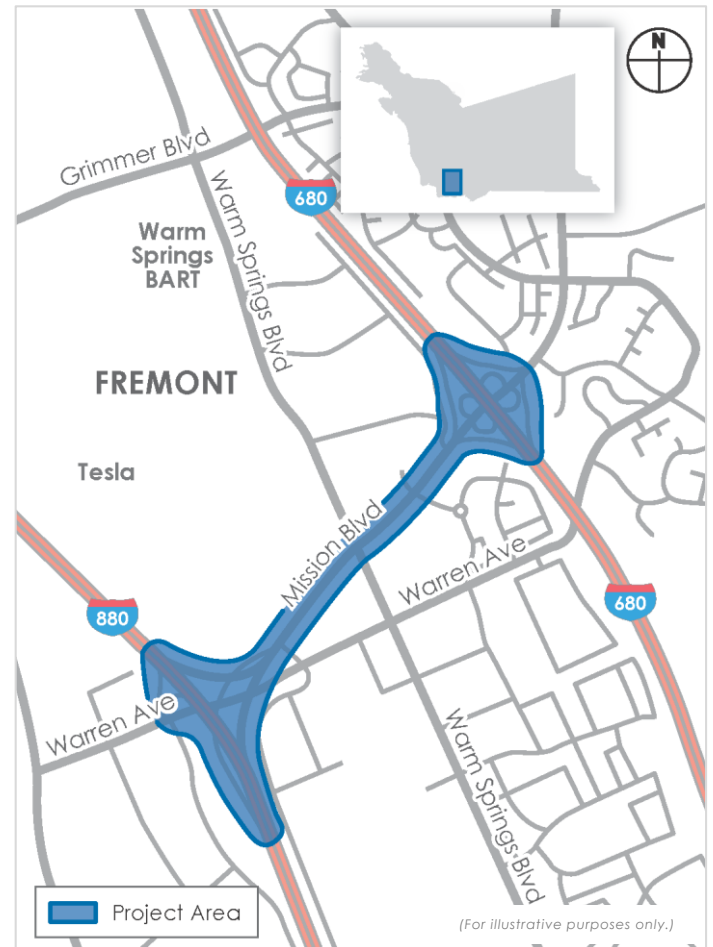 N
Grimmer Blvd
680
Warm
Springs
BART
Warm Springs Blvd
FREMONT
Tesla
Mission Blvd
Warren Ave
680
880
Warren Ave
Warm Springs Blvd
Project Area
(For illustrative purposes only.)